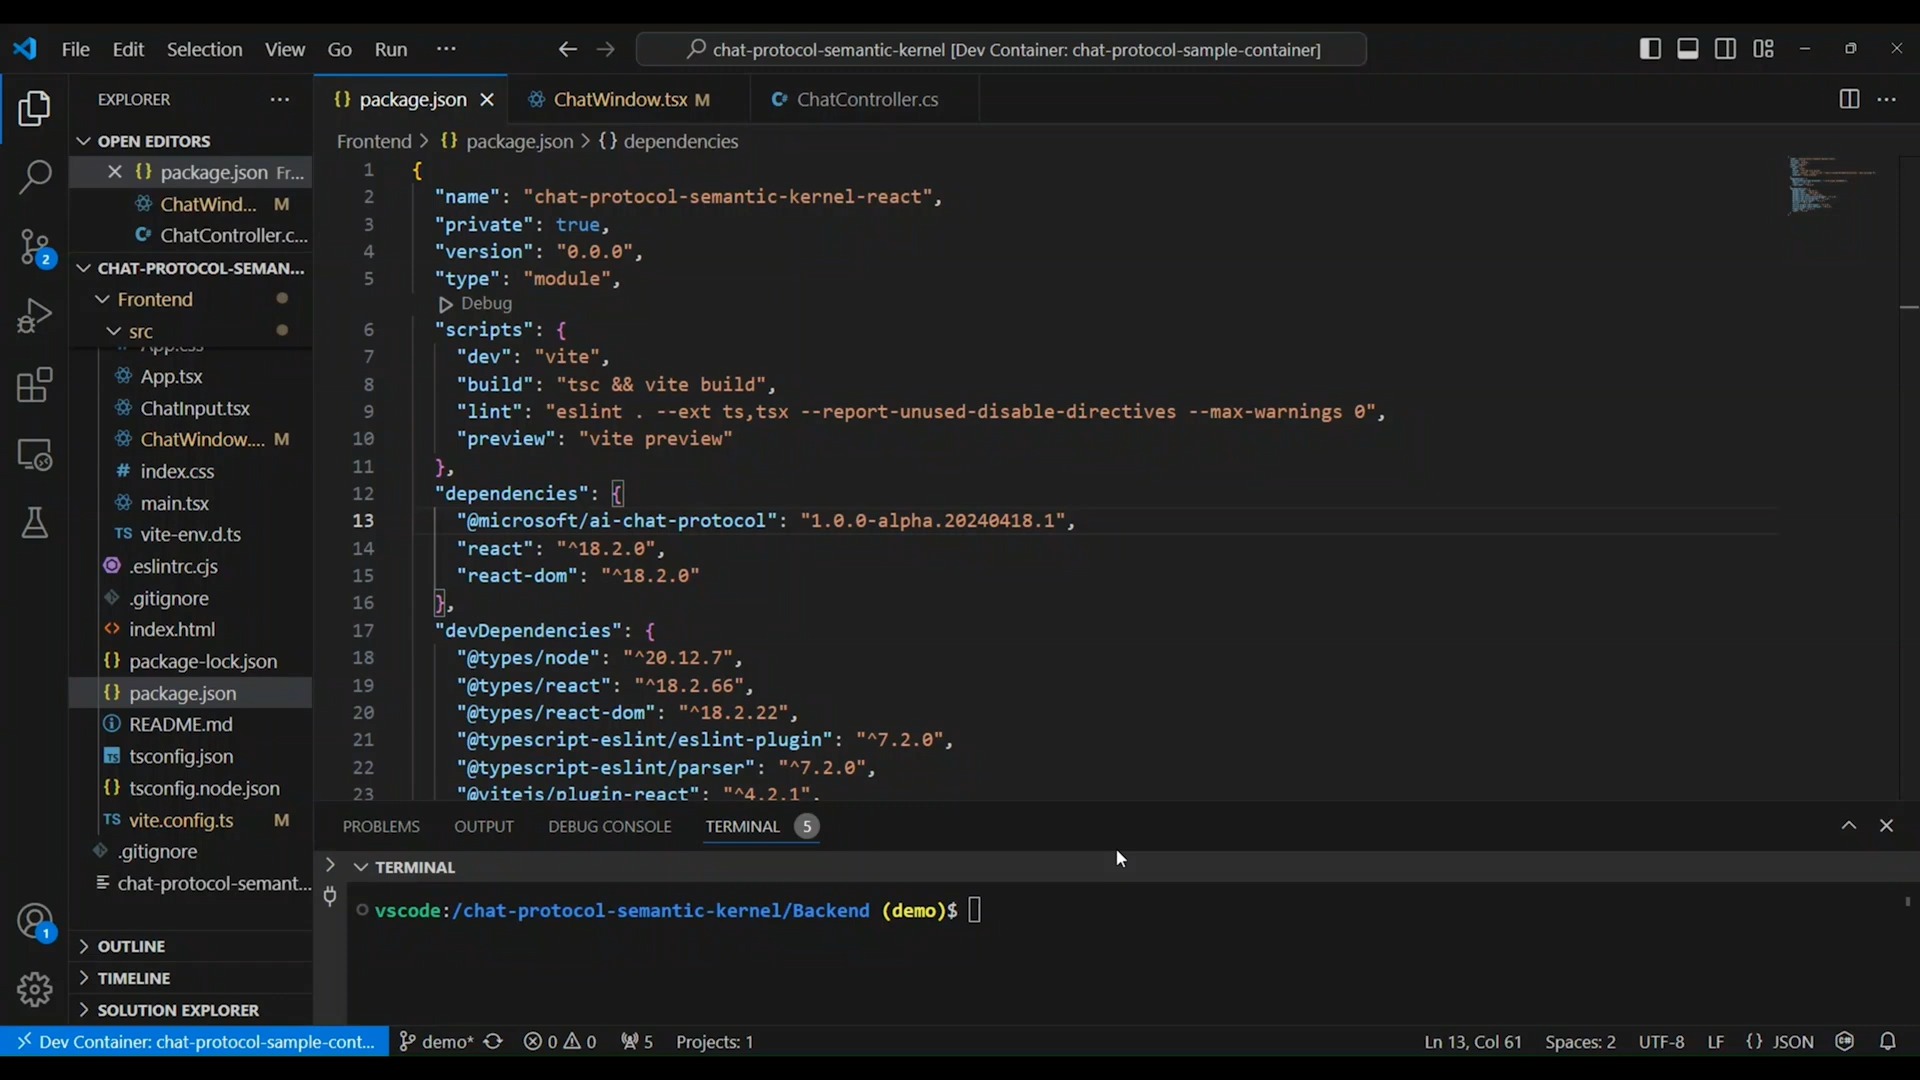 File Edit Selection View Go Run ···
chat-protocol-semantic-kernel [Dev Container: chat-protocol-sample-container]
EXPLORER ···
OPEN EDITORS
package.json Fr...
ChatWind... M
ChatController.c...
CHAT-PROTOCOL-SEMAN...
Frontend
src
App.css
App.tsx
ChatInput.tsx
ChatWindow.... M
index.css
main.tsx
TS vite-env.d.ts
.eslintrc.cjs
.gitignore
index.html
package-lock.json
package.json
README.md
tsconfig.json
tsconfig.node.json
TS vite.config.ts M
.gitignore
chat-protocol-semant...
OUTLINE
TIMELINE
SOLUTION EXPLORER
2
1
package.json ChatWindow.tsx M ChatController.cs
Frontend > {} package.json > {} dependencies
1 {
2 "name": "chat-protocol-semantic-kernel-react",
3 "private": true,
4 "version": "0.0.0",
5 "type": "module",
Debug
6 "scripts": {
7 "dev": "vite",
8 "build": "tsc && vite build",
9 "lint": "eslint . --ext ts,tsx --report-unused-disable-directives --max-warnings 0",
10 "preview": "vite preview"
11 },
12 "dependencies": {
13 "@microsoft/ai-chat-protocol": "1.0.0-alpha.20240418.1",
14 "react": "^18.2.0",
15 "react-dom": "^18.2.0"
16 },
17 "devDependencies": {
18 "@types/node": "^20.12.7",
19 "@types/react": "^18.2.66",
20 "@types/react-dom": "^18.2.22",
21 "@typescript-eslint/eslint-plugin": "^7.2.0",
22 "@typescript-eslint/parser": "^7.2.0",
23 "@vitejs/plugin-react": "^4.2.1",
PROBLEMS OUTPUT DEBUG CONSOLE TERMINAL 5
TERMINAL
vscode:/chat-protocol-semantic-kernel/Backend (demo)$
Dev Container: chat-protocol-sample-cont... demo* 0 0 5 Projects: 1 Ln 13, Col 61 Spaces: 2 UTF-8 LF {} JSON